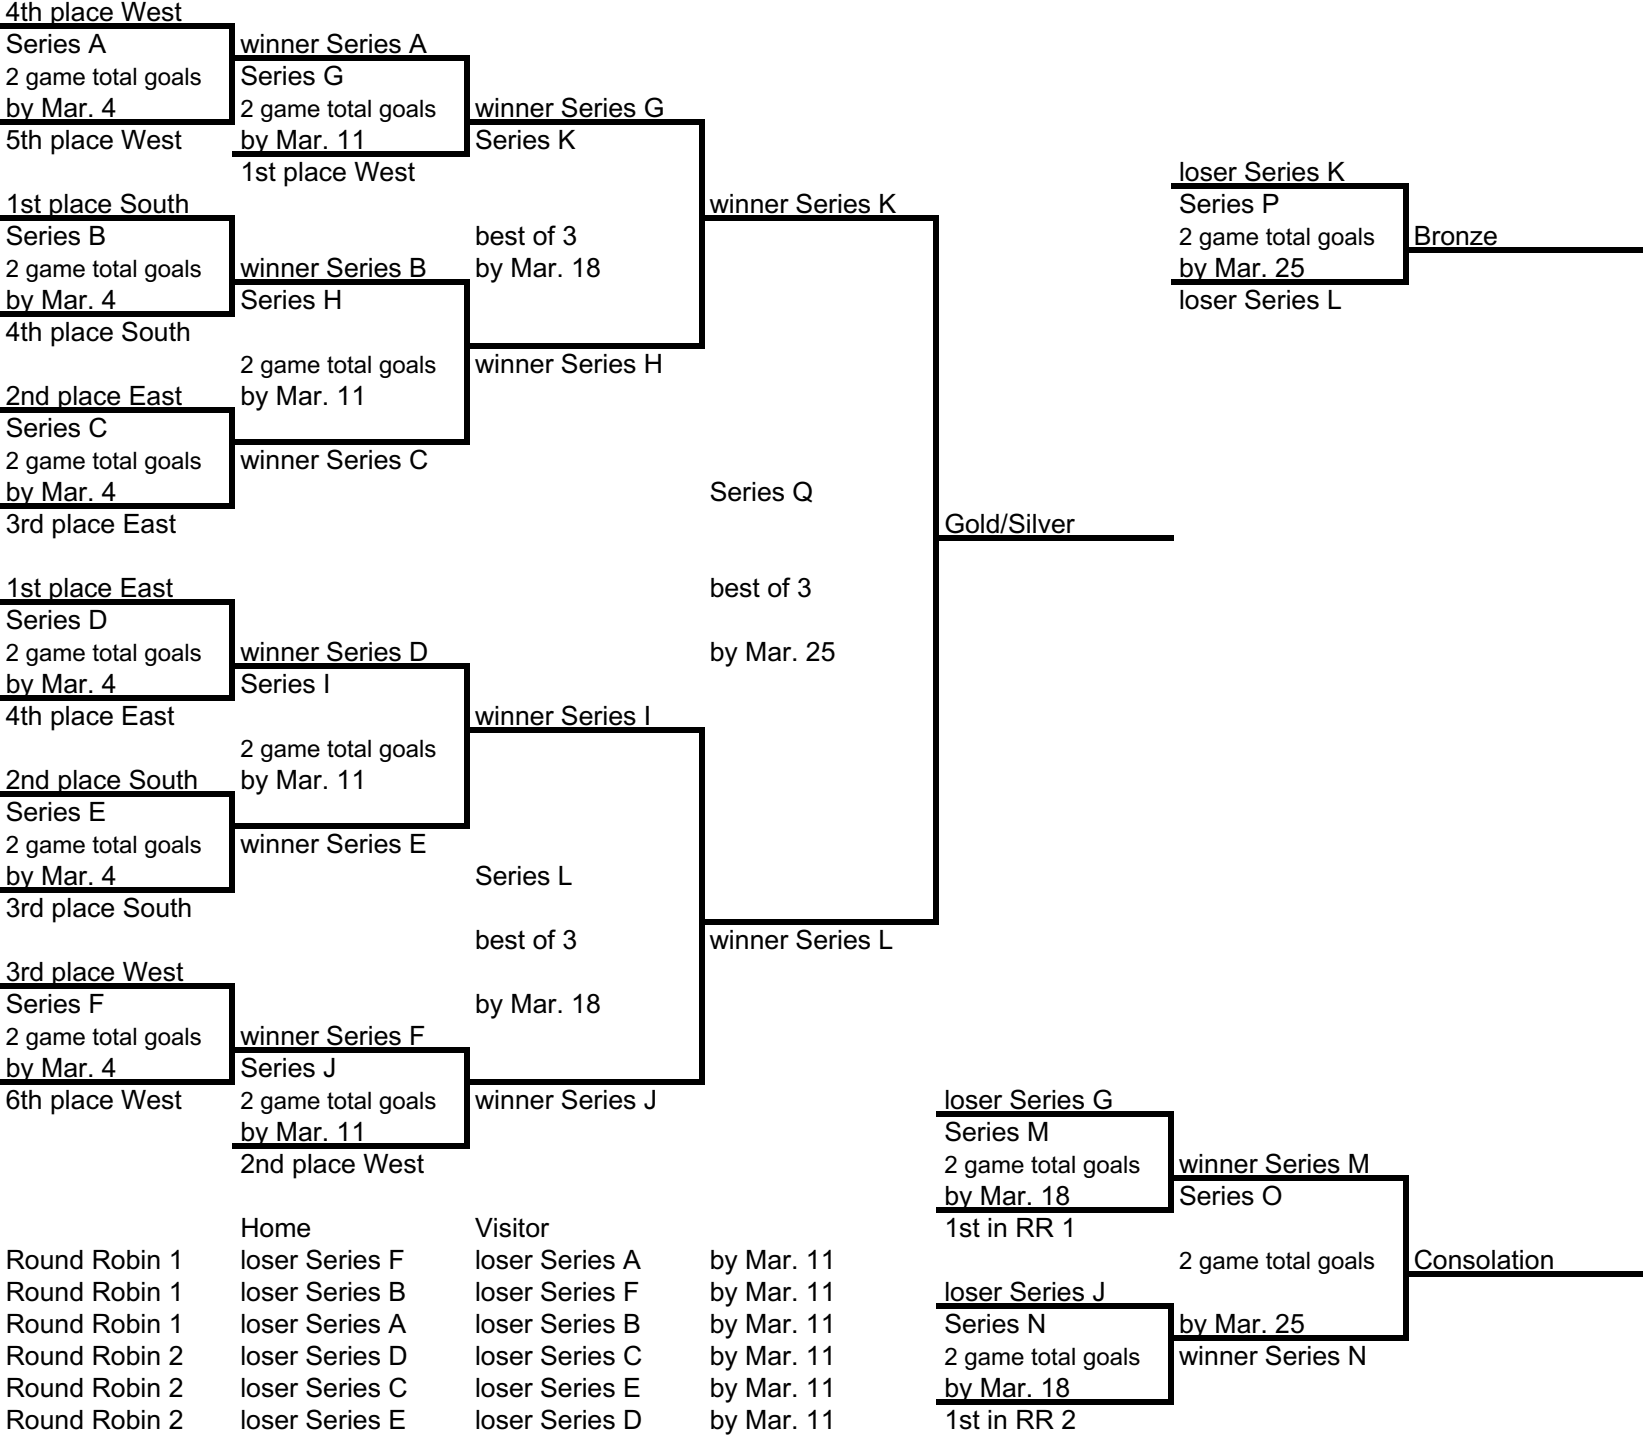 4th place West
Series A
2 game total goals
by Mar. 4
5th place West
1st place South
Series B
2 game total goals
by Mar. 4
4th place South
2nd place East
Series C
2 game total goals
by Mar. 4
3rd place East
1st place East
Series D
2 game total goals
by Mar. 4
4th place East
2nd place South
Series E
2 game total goals
by Mar. 4
3rd place South
3rd place West
Series F
2 game total goals
by Mar. 4
6th place West
winner Series A
Series G
2 game total goals
by Mar. 11
1st place West
winner Series B
Series H
2 game total goals
by Mar. 11
winner Series C
winner Series D
Series I
2 game total goals
by Mar. 11
winner Series E
winner Series F
Series J
2 game total goals
by Mar. 11
2nd place West
winner Series G
Series K
best of 3
by Mar. 18
winner Series H
winner Series I
Series L
best of 3
by Mar. 18
winner Series J
winner Series K
Series Q
best of 3
by Mar. 25
winner Series L
Gold/Silver
loser Series K
Series P
2 game total goals
by Mar. 25
loser Series L
Bronze
loser Series G
Series M
2 game total goals
by Mar. 18
1st in RR 1
loser Series J
Series N
2 game total goals
by Mar. 18
1st in RR 2
winner Series M
Series O
2 game total goals
by Mar. 25
winner Series N
Consolation
Home Visitor
Round Robin 1 loser Series F loser Series A by Mar. 11
Round Robin 1 loser Series B loser Series F by Mar. 11
Round Robin 1 loser Series A loser Series B by Mar. 11
Round Robin 2 loser Series D loser Series C by Mar. 11
Round Robin 2 loser Series C loser Series E by Mar. 11
Round Robin 2 loser Series E loser Series D by Mar. 11